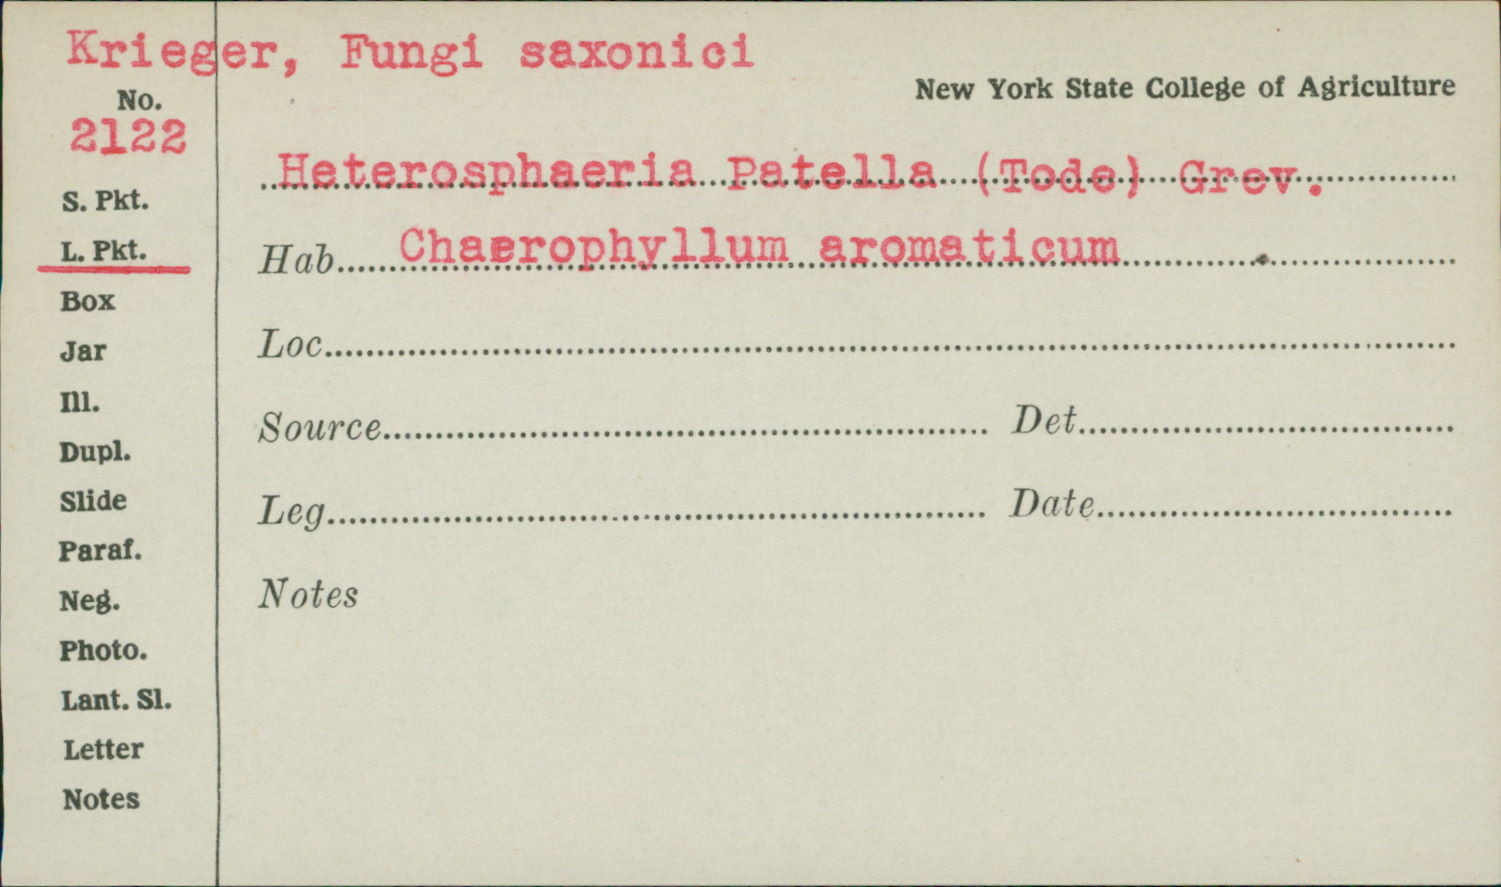 Krieger, Fungi saxonici
New York State College of Agriculture
No.
2122
Heterosphaeria Patella (Tode) Grev.
S. Pkt.
L. Pkt.
Hab. Chaerophyllum aromaticum
Box
Jar
Loc.
Ill.
Source Det.
Dupl.
Slide
Leg. Date
Paraf.
Neg.
Notes
Photo.
Lant. Sl.
Letter
Notes